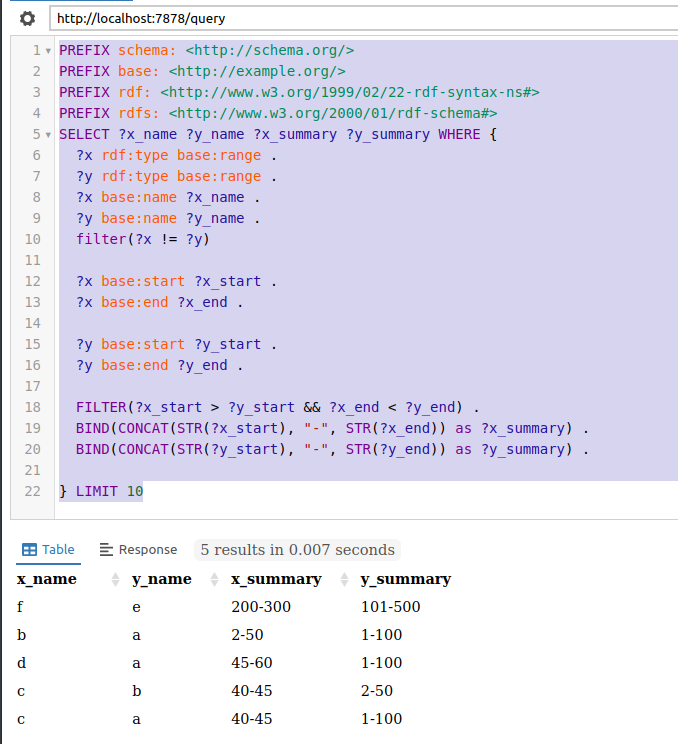 http://localhost:7878/query
1 PREFIX schema: <http://schema.org/>
2 PREFIX base: <http://example.org/>
3 PREFIX rdf: <http://www.w3.org/1999/02/22-rdf-syntax-ns#>
4 PREFIX rdfs: <http://www.w3.org/2000/01/rdf-schema#>
5 SELECT ?x_name ?y_name ?x_summary ?y_summary WHERE {
6 ?x rdf:type base:range .
7 ?y rdf:type base:range .
8 ?x base:name ?x_name .
9 ?y base:name ?y_name .
10 filter(?x != ?y)
11
12 ?x base:start ?x_start .
13 ?x base:end ?x_end .
14
15 ?y base:start ?y_start .
16 ?y base:end ?y_end .
17
18 FILTER(?x_start > ?y_start && ?x_end < ?y_end) .
19 BIND(CONCAT(STR(?x_start), "-", STR(?x_end)) as ?x_summary) .
20 BIND(CONCAT(STR(?y_start), "-", STR(?y_end)) as ?y_summary) .
21
22 } LIMIT 10
Table Response 5 results in 0.007 seconds
x_name y_name x_summary y_summary
f e 200-300 101-500
b a 2-50 1-100
d a 45-60 1-100
c b 40-45 2-50
c a 40-45 1-100